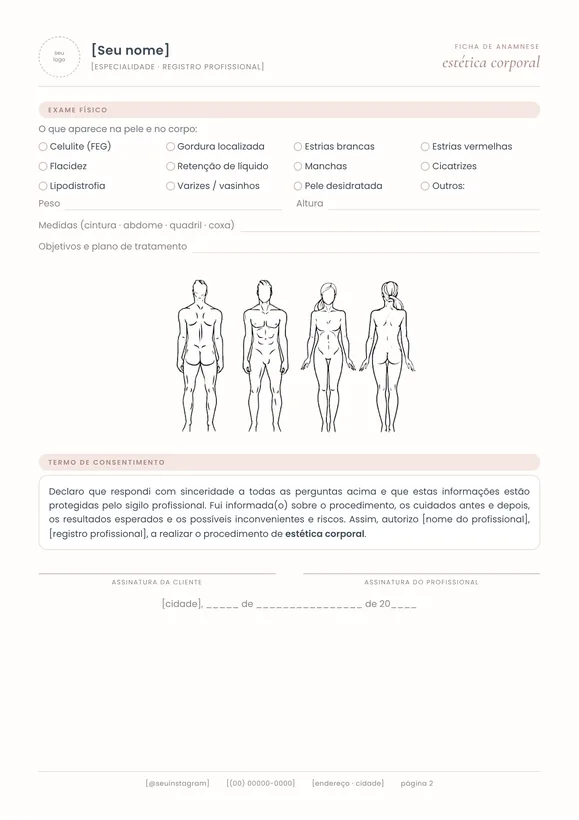 seu
logo
[Seu nome]
[ESPECIALIDADE · REGISTRO PROFISSIONAL]
FICHA DE ANAMNESE
estética corporal
EXAME FÍSICO
O que aparece na pele e no corpo:
Celulite (FEG) Gordura localizada Estrias brancas Estrias vermelhas
Flacidez Retenção de líquido Manchas Cicatrizes
Lipodistrofia Varizes / vasinhos Pele desidratada Outros:
Peso Altura
Medidas (cintura · abdome · quadril · coxa)
Objetivos e plano de tratamento
TERMO DE CONSENTIMENTO
Declaro que respondi com sinceridade a todas as perguntas acima e que estas informações estão
protegidas pelo sigilo profissional. Fui informada(o) sobre o procedimento, os cuidados antes e depois,
os resultados esperados e os possíveis inconvenientes e riscos. Assim, autorizo [nome do profissional],
[registro profissional], a realizar o procedimento de estética corporal.
ASSINATURA DA CLIENTE ASSINATURA DO PROFISSIONAL
[cidade], _____ de ________________ de 20____
[@seuinstagram] [(00) 00000-0000] [endereço · cidade] página 2